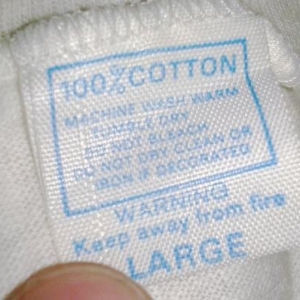 100% COTTON
MACHINE WASH WARM
TUMBLE DRY
DO NOT BLEACH
DO NOT DRY CLEAN OR
IRON IF DECORATED
WARNING
Keep away from fire
LARGE